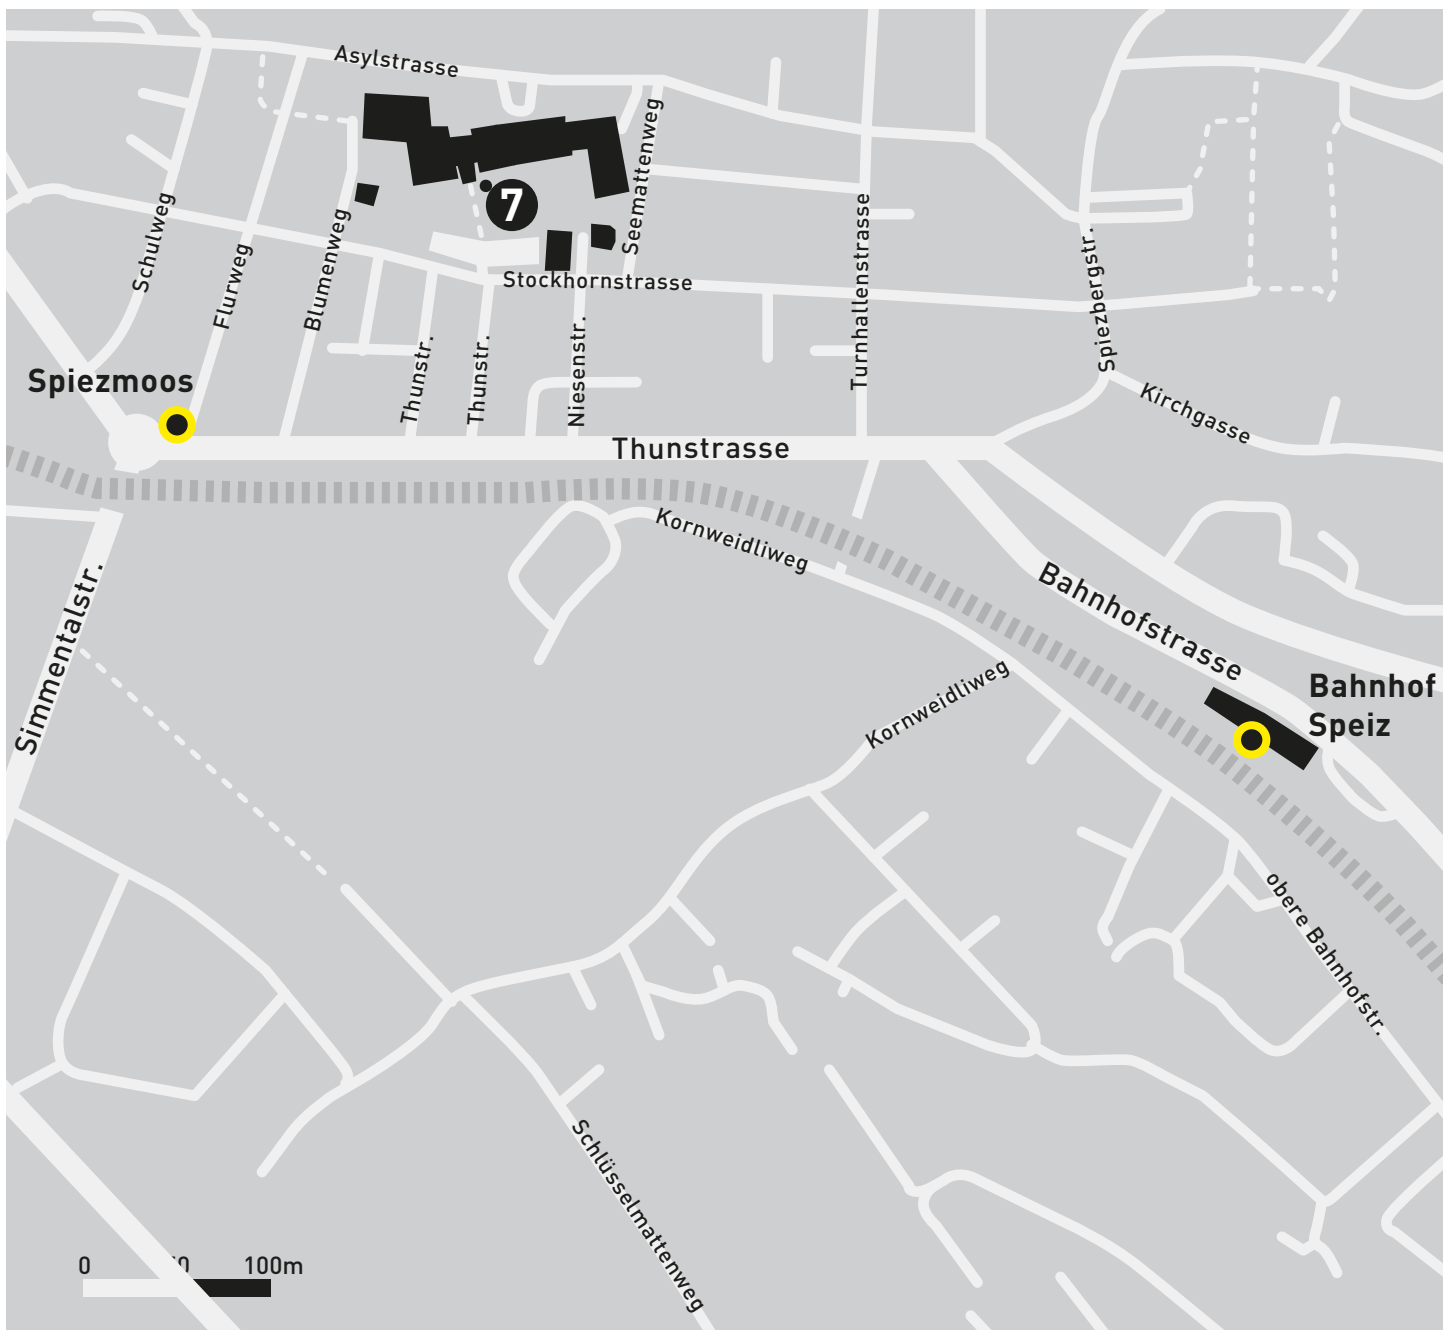 Asylstrasse
Seemattenweg
7
Schulweg
Flurweg
Blumenweg
Stockhornstrasse
Turnhallenstrasse
Spiezbergstr.
Thunstr.
Thunstr.
Niesenstr.
Spiezmoos
Kirchgasse
Thunstrasse
Kornweidliweg
Simmentalstr.
Bahnhofstrasse
Kornweidliweg
Bahnhof
Speiz
obere Bahnhofstr.
Schlüsselmattenweg
0
100m